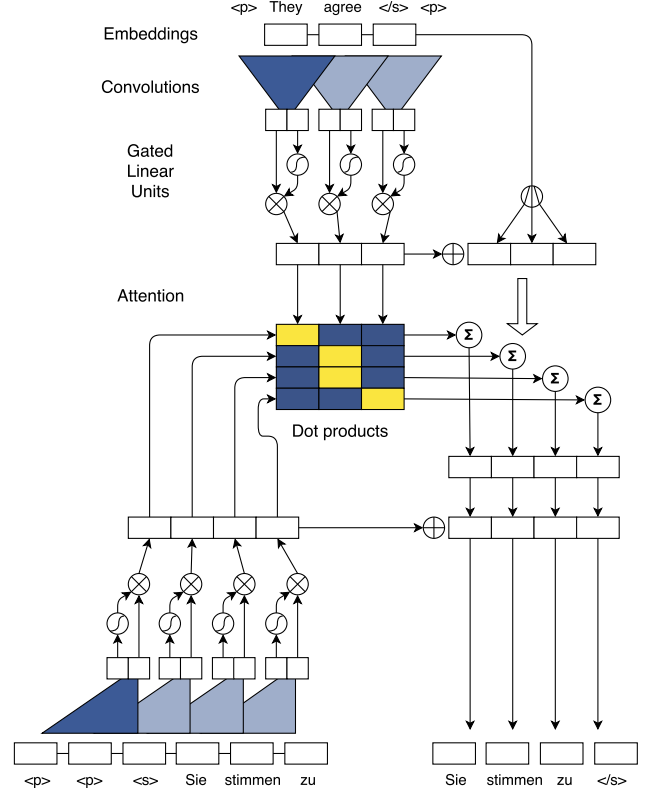 <p> They agree </s> <p>
Embeddings
Convolutions
Gated
Linear
Units
Attention
Σ
Σ
Σ
Σ
Dot products
<p> <p> <s> Sie stimmen zu
Sie stimmen zu </s>